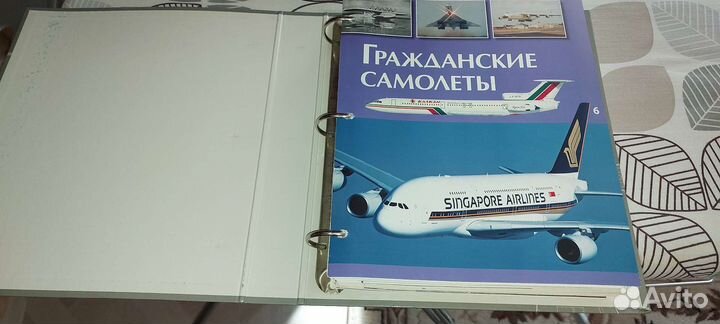 ГРАЖДАНСКИЕ
САМОЛЕТЫ
6
SINGAPORE AIRLINES
Avito